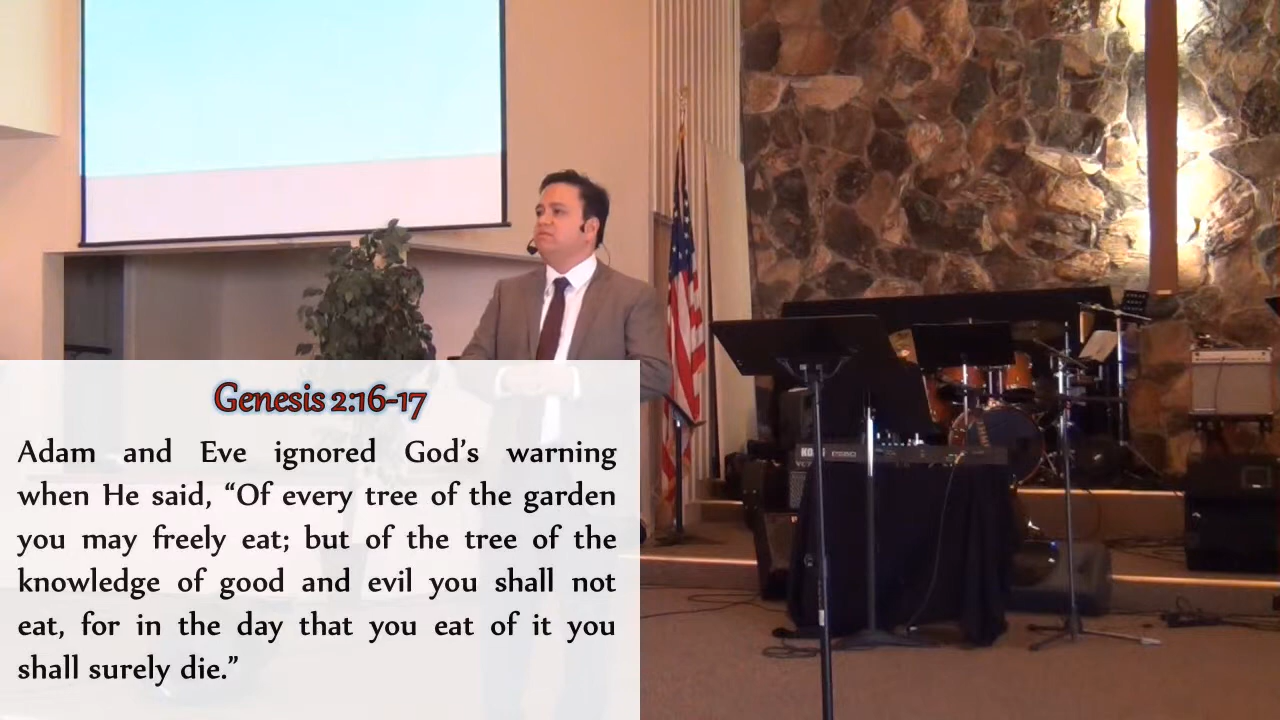 Genesis 2:16-17
Adam and Eve ignored God’s warning
when He said, “Of every tree of the garden
you may freely eat; but of the tree of the
knowledge of good and evil you shall not
eat, for in the day that you eat of it you
shall surely die.”
KORG